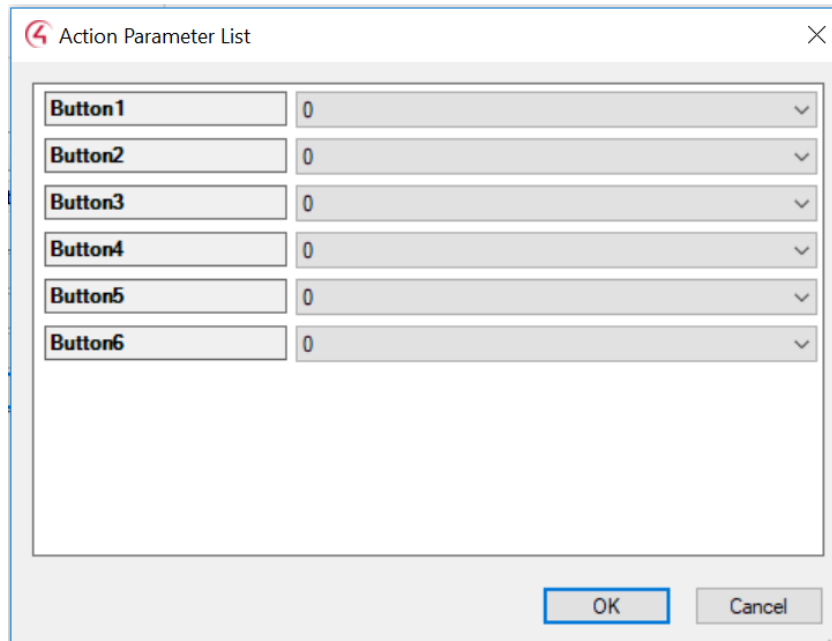 Action Parameter List
Button1 0
Button2 0
Button3 0
Button4 0
Button5 0
Button6 0
OK Cancel